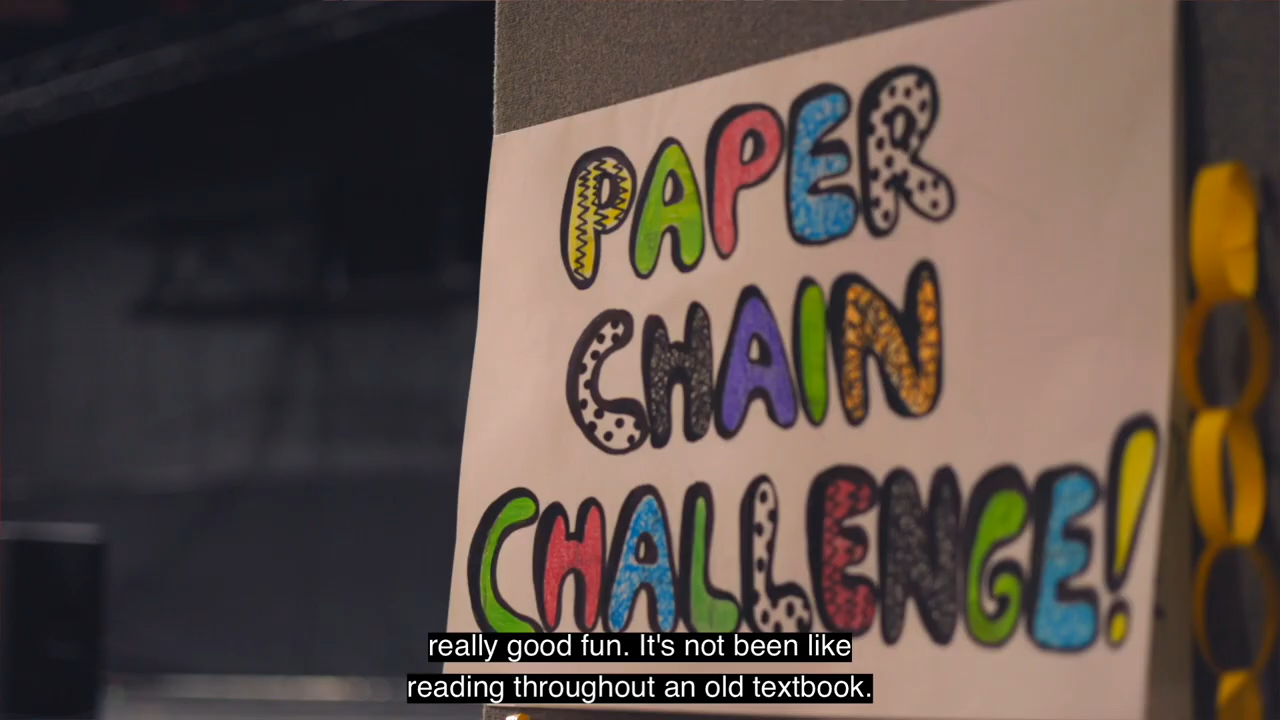 PAPER
CHAIN
CHALLENGE!
really good fun. It's not been like
reading throughout an old textbook.